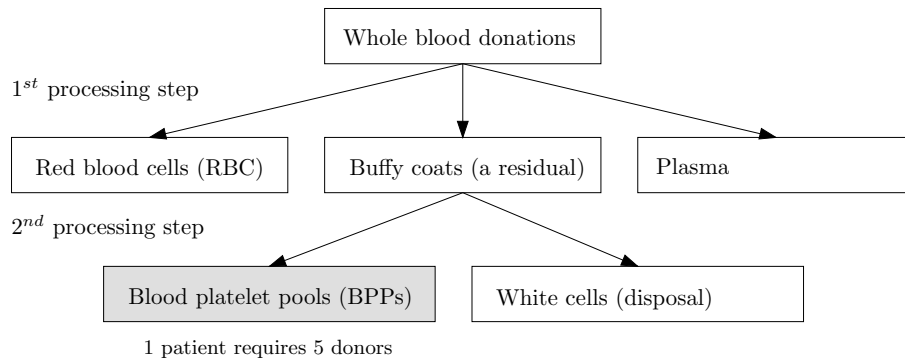 Whole blood donations
1st processing step
Red blood cells (RBC)
Buffy coats (a residual)
Plasma
2nd processing step
Blood platelet pools (BPPs)
White cells (disposal)
1 patient requires 5 donors